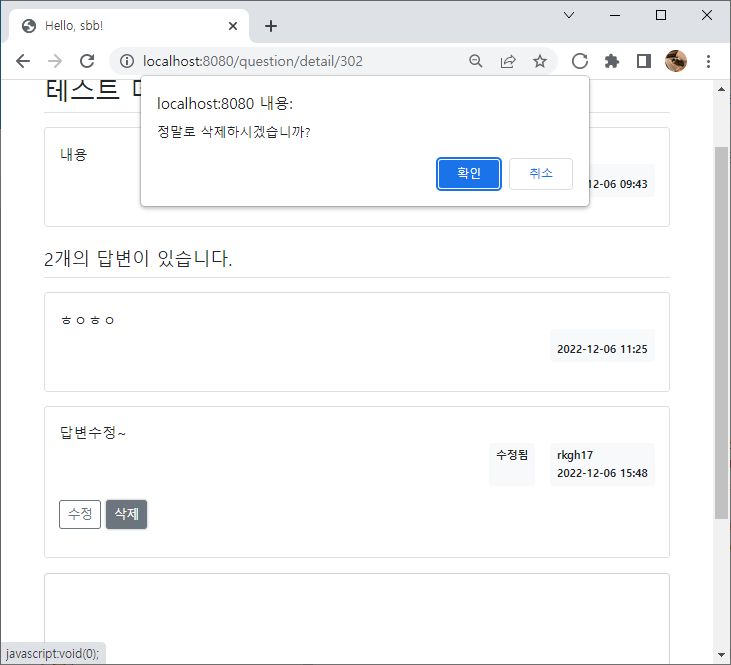 Hello, sbb!
localhost:8080/question/detail/302
테스트
localhost:8080 내용:
정말로 삭제하시겠습니까?
확인
취소
내용
12-06 09:43
2개의 답변이 있습니다.
ㅎㅇㅎㅇ
2022-12-06 11:25
답변수정~
수정됨
rkgh17
2022-12-06 15:48
수정
삭제
javascript:void(0);